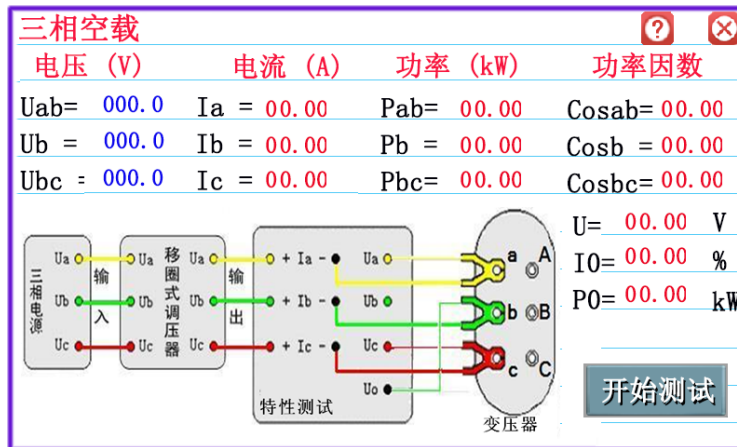 三相空载 ?
电压 (V) 电流 (A) 功率 (kW) 功率因数
Uab= 000.0 Ia = 00.00 Pab= 00.00 Cosab= 00.00
Ub = 000.0 Ib = 00.00 Pb = 00.00 Cosb = 00.00
Ubc : 000.0 Ic = 00.00 Pbc= 00.00 Cosbc= 00.00
U= 00.00 V
I0= 00.00 %
P0= 00.00 kW
三相电源
Ua
Ub
Uc
输入
Ua
Ub
Uc
移圈式调压器
Ua
Ub
Uc
输出
+ Ia -
+ Ib -
+ Ic -
Ua
Ub
Uc
Uo
特性测试
a A
b B
c C
变压器
开始测试